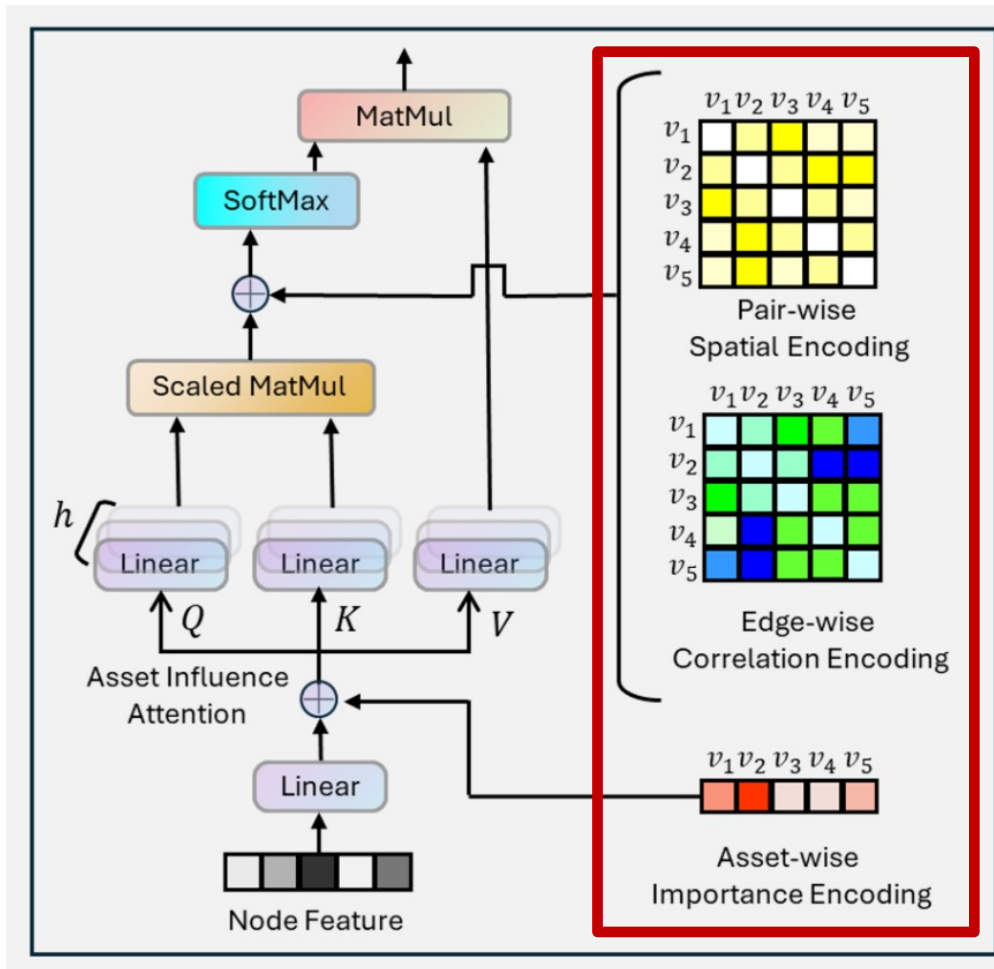 MatMul
SoftMax
Scaled MatMul
h
Linear
Linear
Linear
Q
K
V
Asset Influence
Attention
Linear
Node Feature
v₁ v₂ v₃ v₄ v₅
v₁
v₂
v₃
v₄
v₅
Pair-wise
Spatial Encoding
v₁ v₂ v₃ v₄ v₅
v₁
v₂
v₃
v₄
v₅
Edge-wise
Correlation Encoding
v₁ v₂ v₃ v₄ v₅
Asset-wise
Importance Encoding